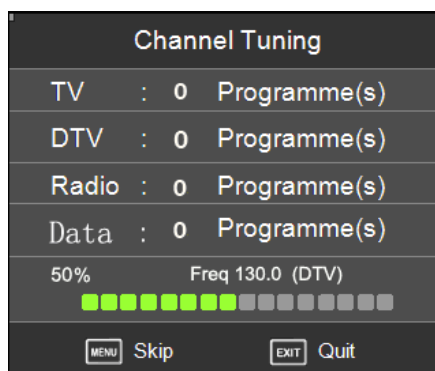 Channel Tuning
TV : 0 Programme(s)
DTV : 0 Programme(s)
Radio : 0 Programme(s)
Data : 0 Programme(s)
50% Freq 130.0 (DTV)
MENU Skip EXIT Quit